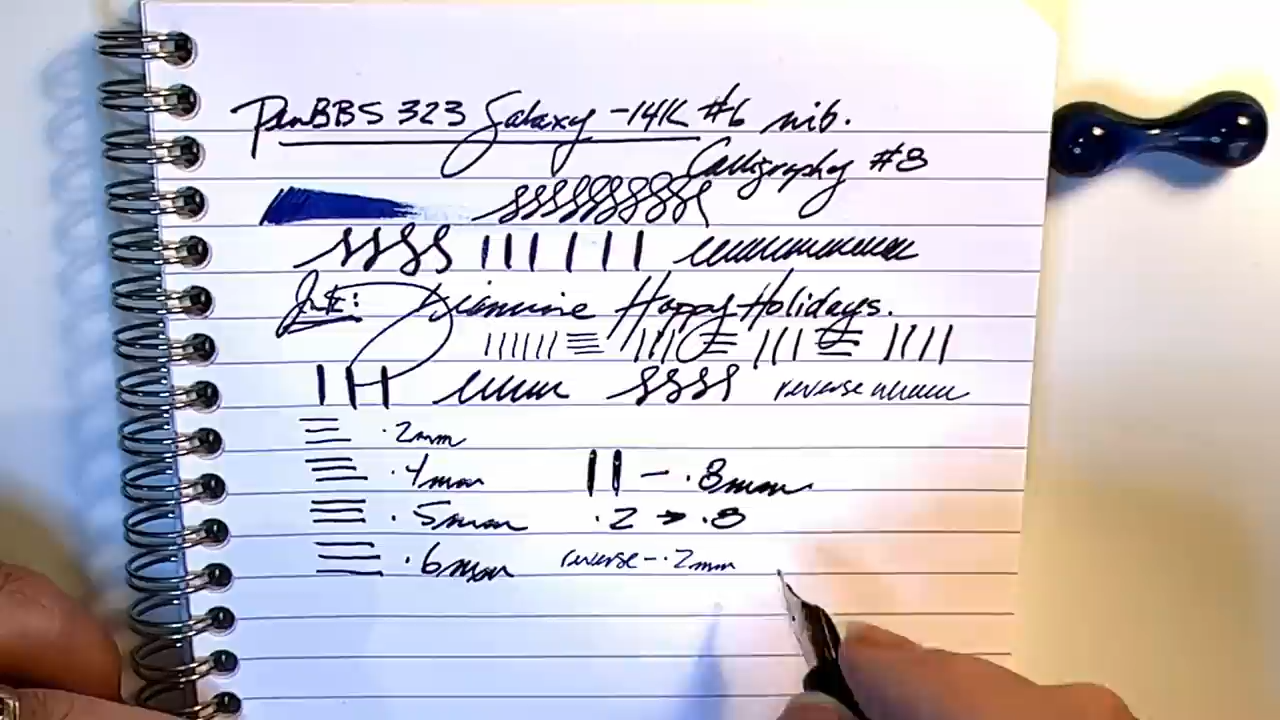 PenBBS 323 Galaxy - 14K #6 nib.
Calligraphy #8
Ink: Diamine Happy Holidays.
reverse
.2mm
.4mm — .8mm
.5mm .2 → .8
.6mm reverse - .2mm